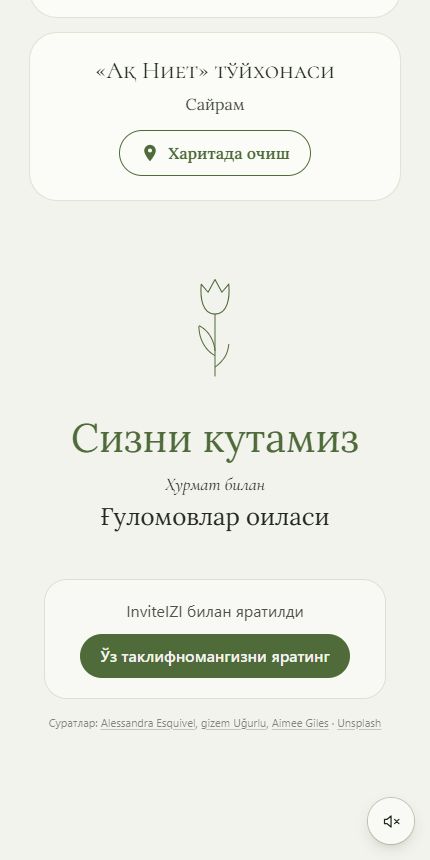 «Ақ Ниет» тўйхонаси
Сайрам
Харитада очиш
Сизни кутамиз
Ҳурмат билан
Ғуломовлар оиласи
InviteIZI билан яратилди
Ўз таклифномангизни яратинг
Суратлар: Alessandra Esquivel, gizem Uğurlu, Aimee Giles · Unsplash